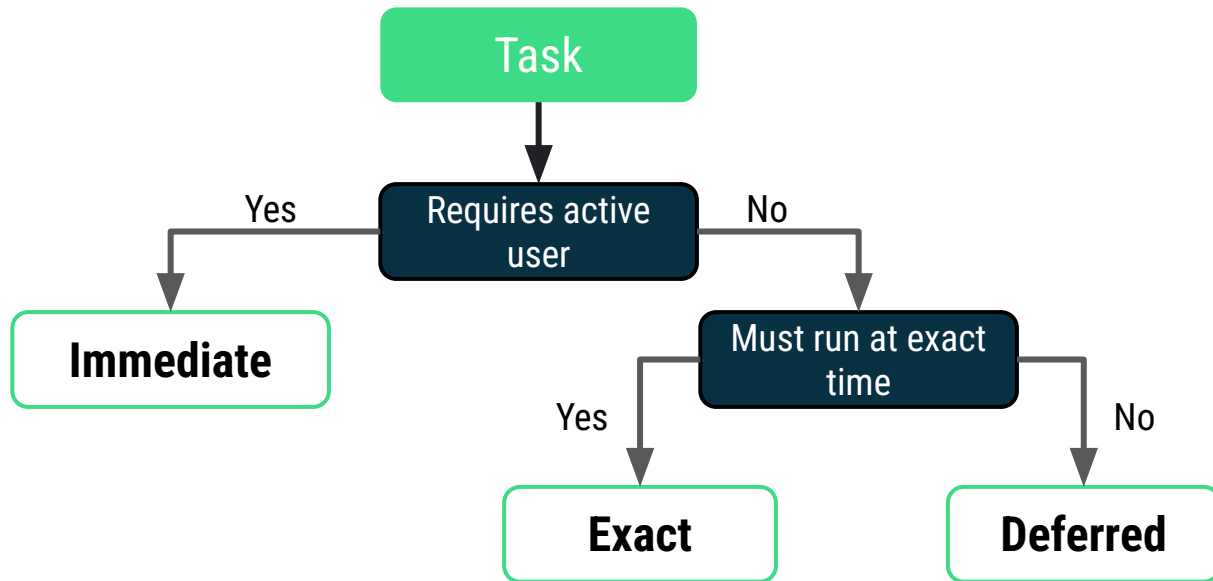 Task
Yes
Requires active
user
No
Immediate
Must run at exact
time
Yes
No
Exact
Deferred